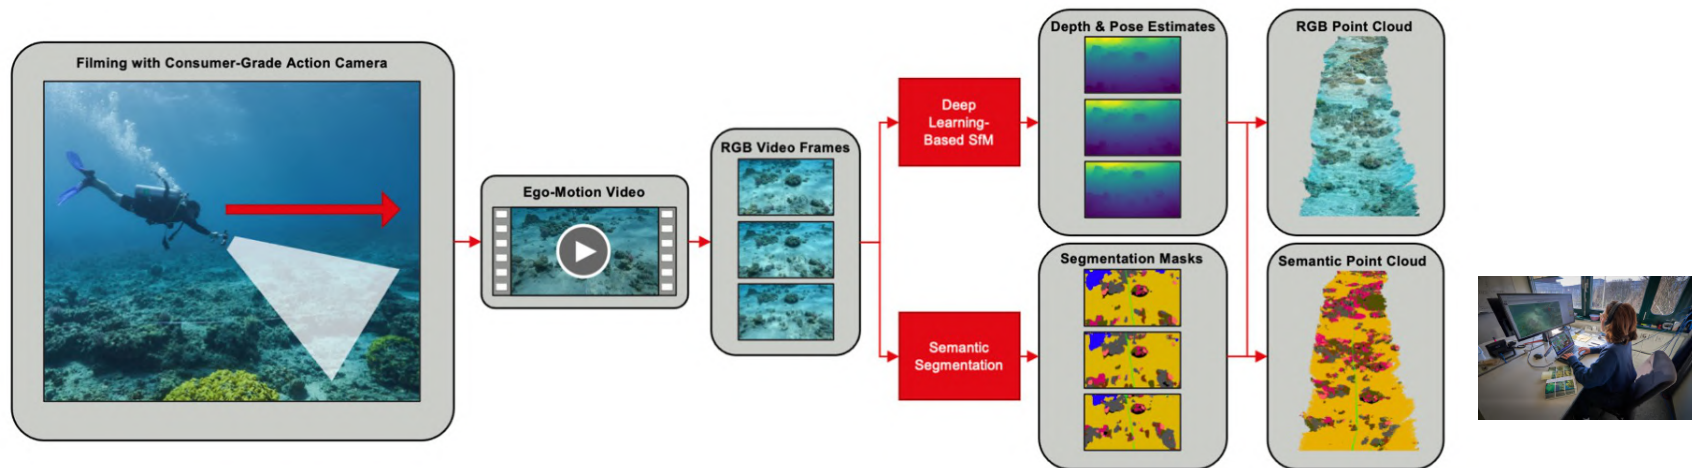 Filming with Consumer-Grade Action Camera
Ego-Motion Video
RGB Video Frames
Deep
Learning-
Based SfM
Semantic
Segmentation
Depth & Pose Estimates
Segmentation Masks
RGB Point Cloud
Semantic Point Cloud